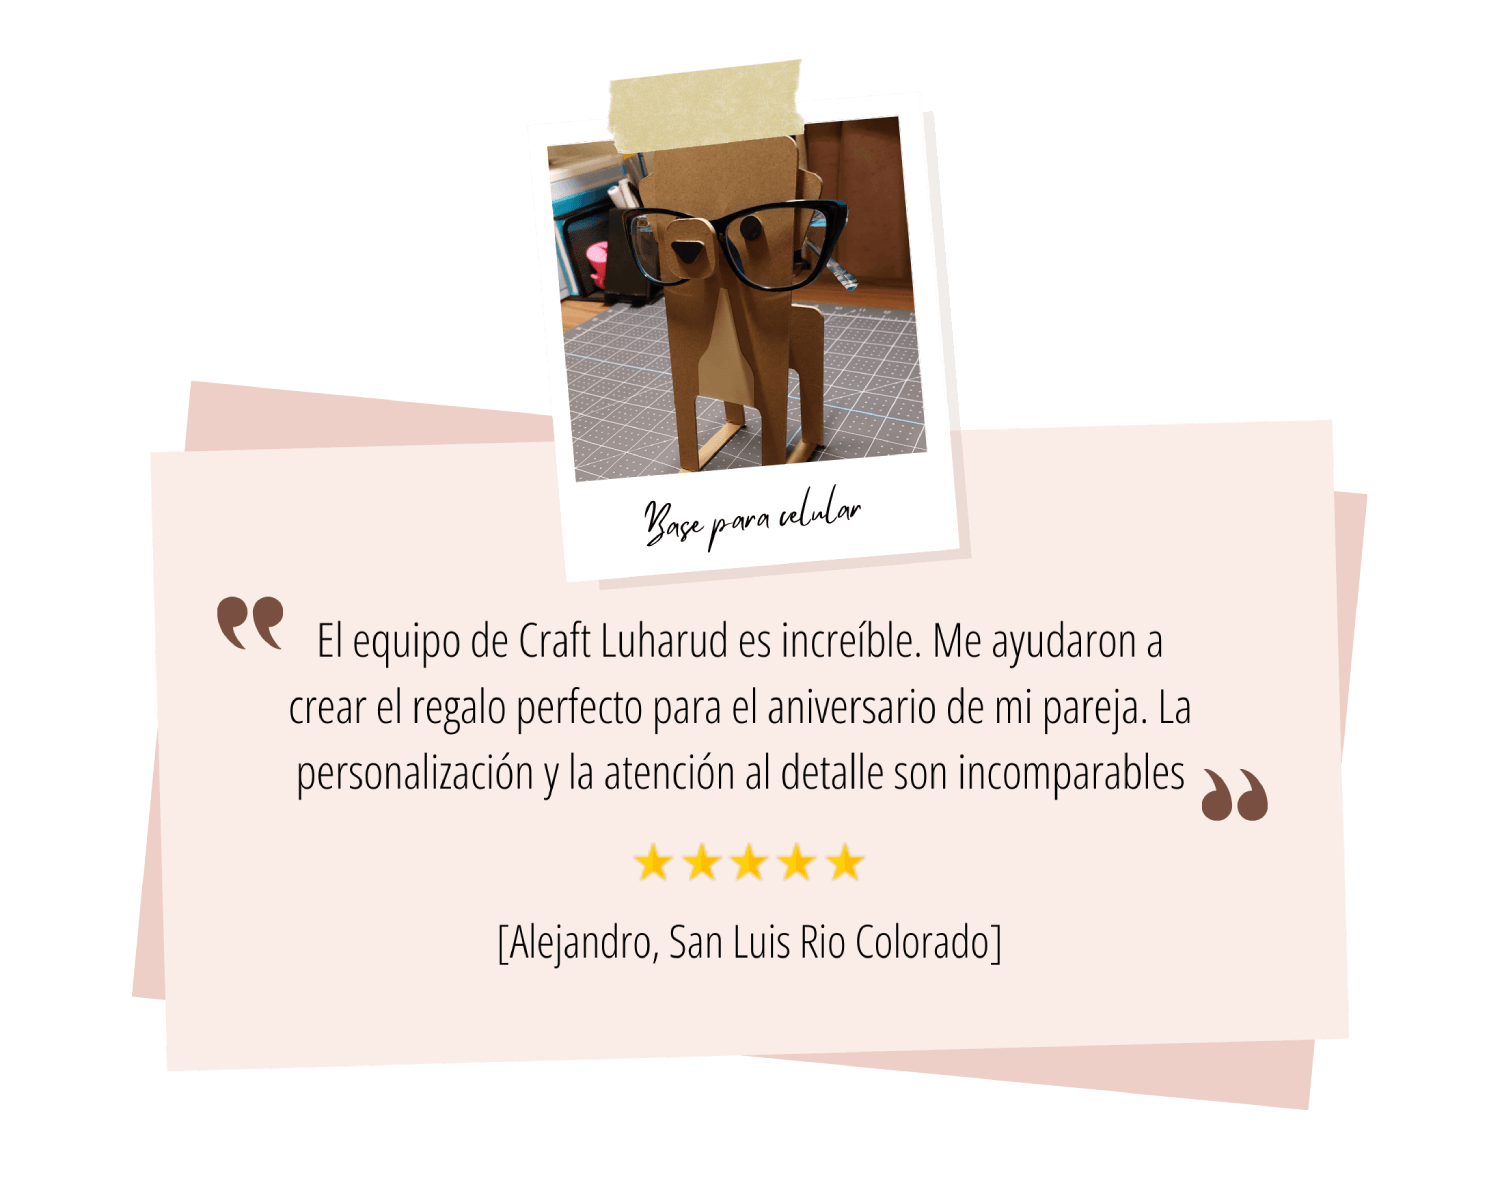 Base para celular
El equipo de Craft Luharud es increíble. Me ayudaron a
crear el regalo perfecto para el aniversario de mi pareja. La
personalización y la atención al detalle son incomparables
[Alejandro, San Luis Rio Colorado]